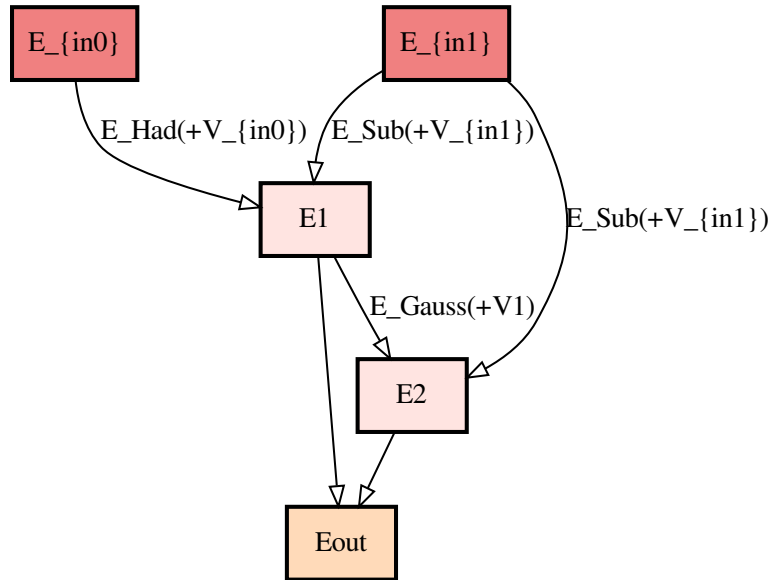 E_{in0}
E_{in1}
E_Had(+V_{in0})
E_Sub(+V_{in1})
E1
E_Sub(+V_{in1})
E_Gauss(+V1)
E2
Eout